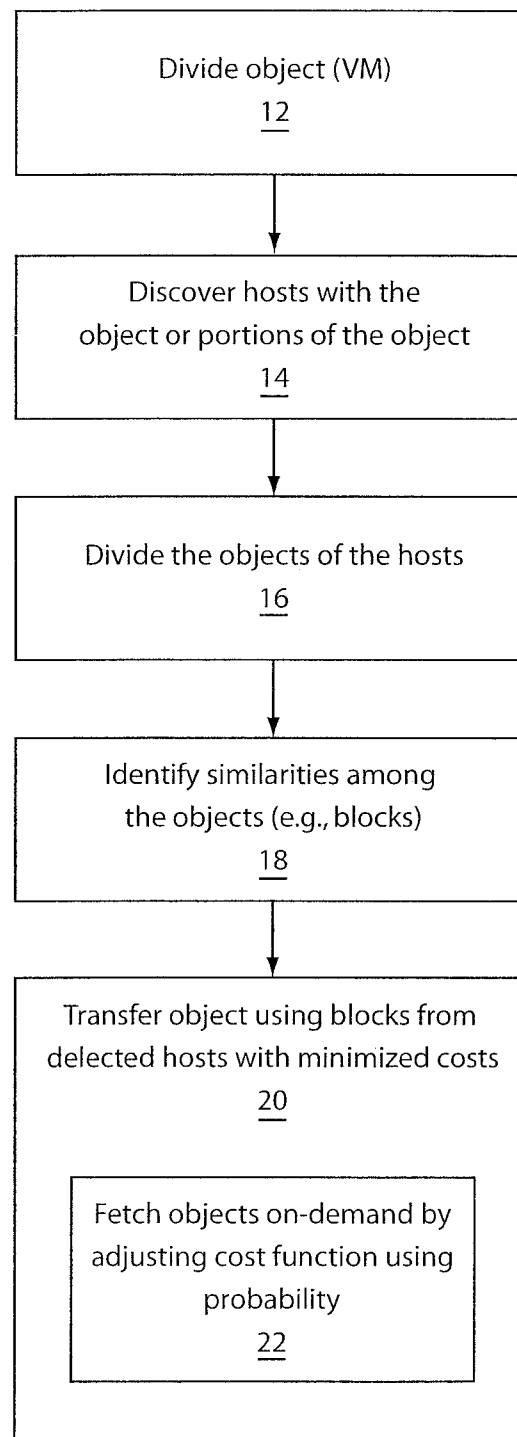 Divide object (VM)
12
Discover hosts with the
object or portions of the object
14
Divide the objects of the hosts
16
Identify similarities among
the objects (e.g., blocks)
18
Transfer object using blocks from
delected hosts with minimized costs
20
Fetch objects on-demand by
adjusting cost function using
probability
22